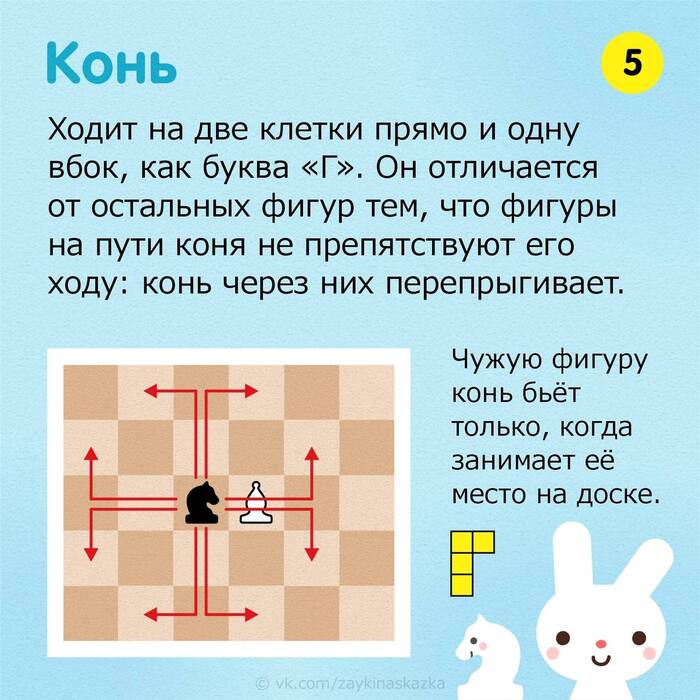 Конь
5
Ходит на две клетки прямо и одну
вбок, как буква «Г». Он отличается
от остальных фигур тем, что фигуры
на пути коня не препятствуют его
ходу: конь через них перепрыгивает.
Чужую фигуру
конь бьёт
только, когда
занимает её
место на доске.
© vk.com/zaykinaskazka